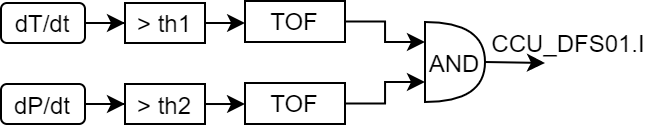 dT/dt
> th1
TOF
dP/dt
> th2
TOF
AND
CCU_DFS01.I